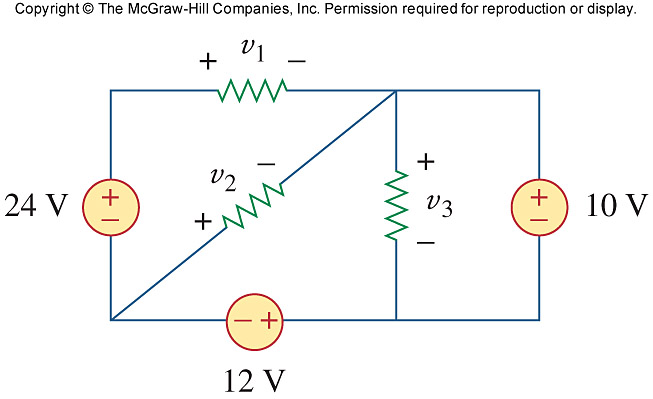 Copyright © The McGraw-Hill Companies, Inc. Permission required for reproduction or display.
+ v1 −
24 V
+
−
+ v2 −
+
v3
−
+
−
10 V
− +
12 V